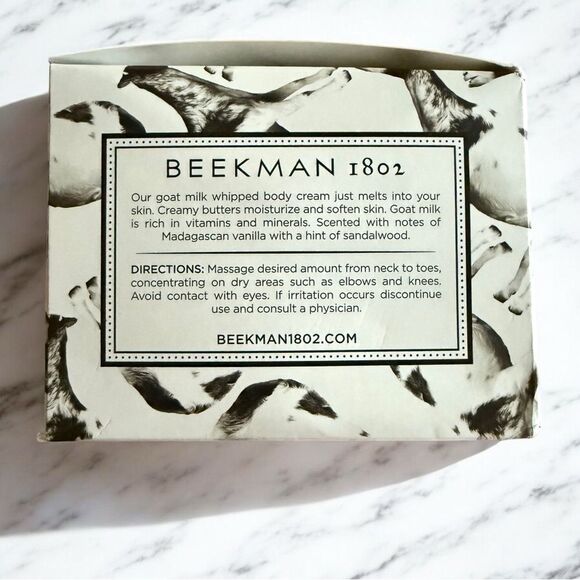 BEEKMAN 1802
Our goat milk whipped body cream just melts into your
skin. Creamy butters moisturize and soften skin. Goat milk
is rich in vitamins and minerals. Scented with notes of
Madagascan vanilla with a hint of sandalwood.
DIRECTIONS: Massage desired amount from neck to toes,
concentrating on dry areas such as elbows and knees.
Avoid contact with eyes. If irritation occurs discontinue
use and consult a physician.
BEEKMAN1802.COM